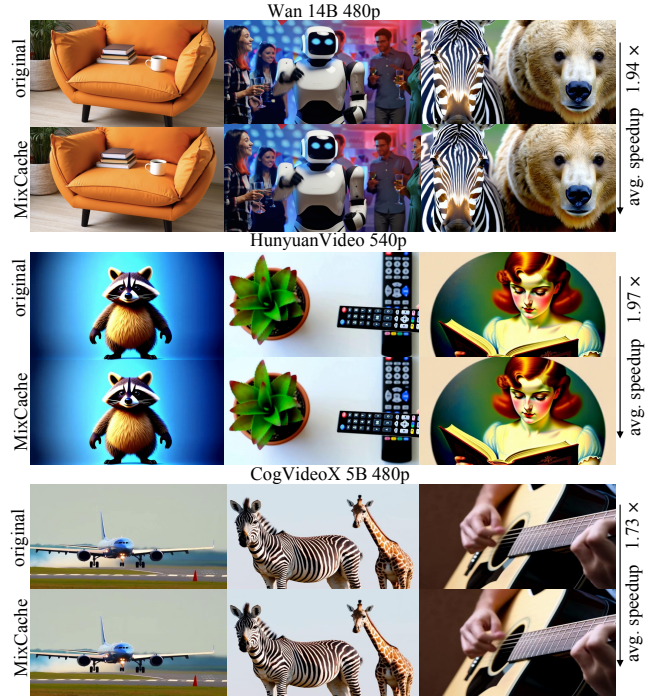 Wan 14B 480p
original
MixCache
avg. speedup 1.94 ×
HunyuanVideo 540p
original
MixCache
avg. speedup 1.97 ×
CogVideoX 5B 480p
original
MixCache
avg. speedup 1.73 ×